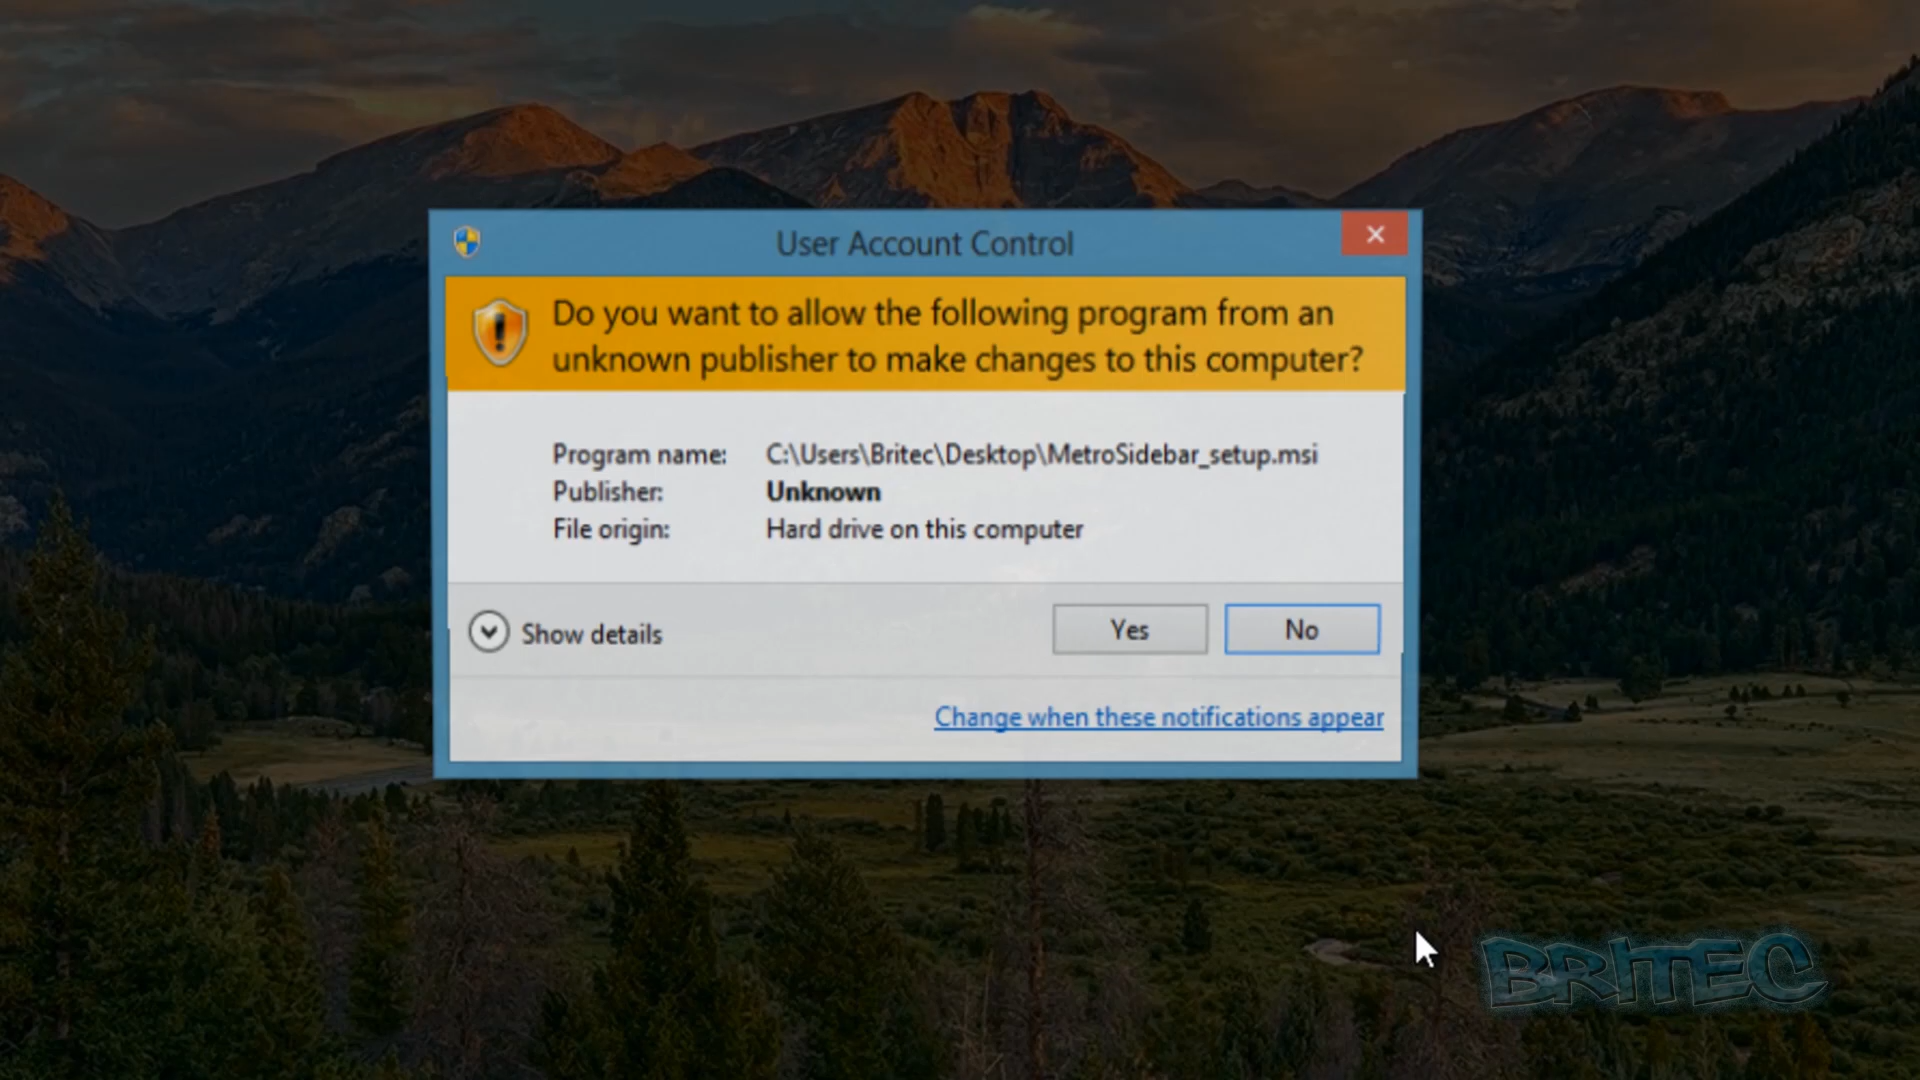 User Account Control
Do you want to allow the following program from an
unknown publisher to make changes to this computer?
Program name: C:\Users\Britec\Desktop\MetroSidebar_setup.msi
Publisher: Unknown
File origin: Hard drive on this computer
Show details
Yes
No
Change when these notifications appear
BRITEC